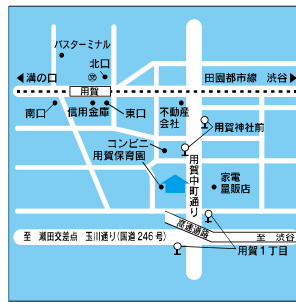 バスターミナル
北口
◀溝の口
用賀
田園都市線 渋谷▶
南口
信用金庫
東口
不動産
会社
用賀神社前
コンビニ
用賀保育園
用賀中町通り
家電
量販店
高速道路
至 瀬田交差点 玉川通り(国道246号)
至 渋谷
用賀1丁目